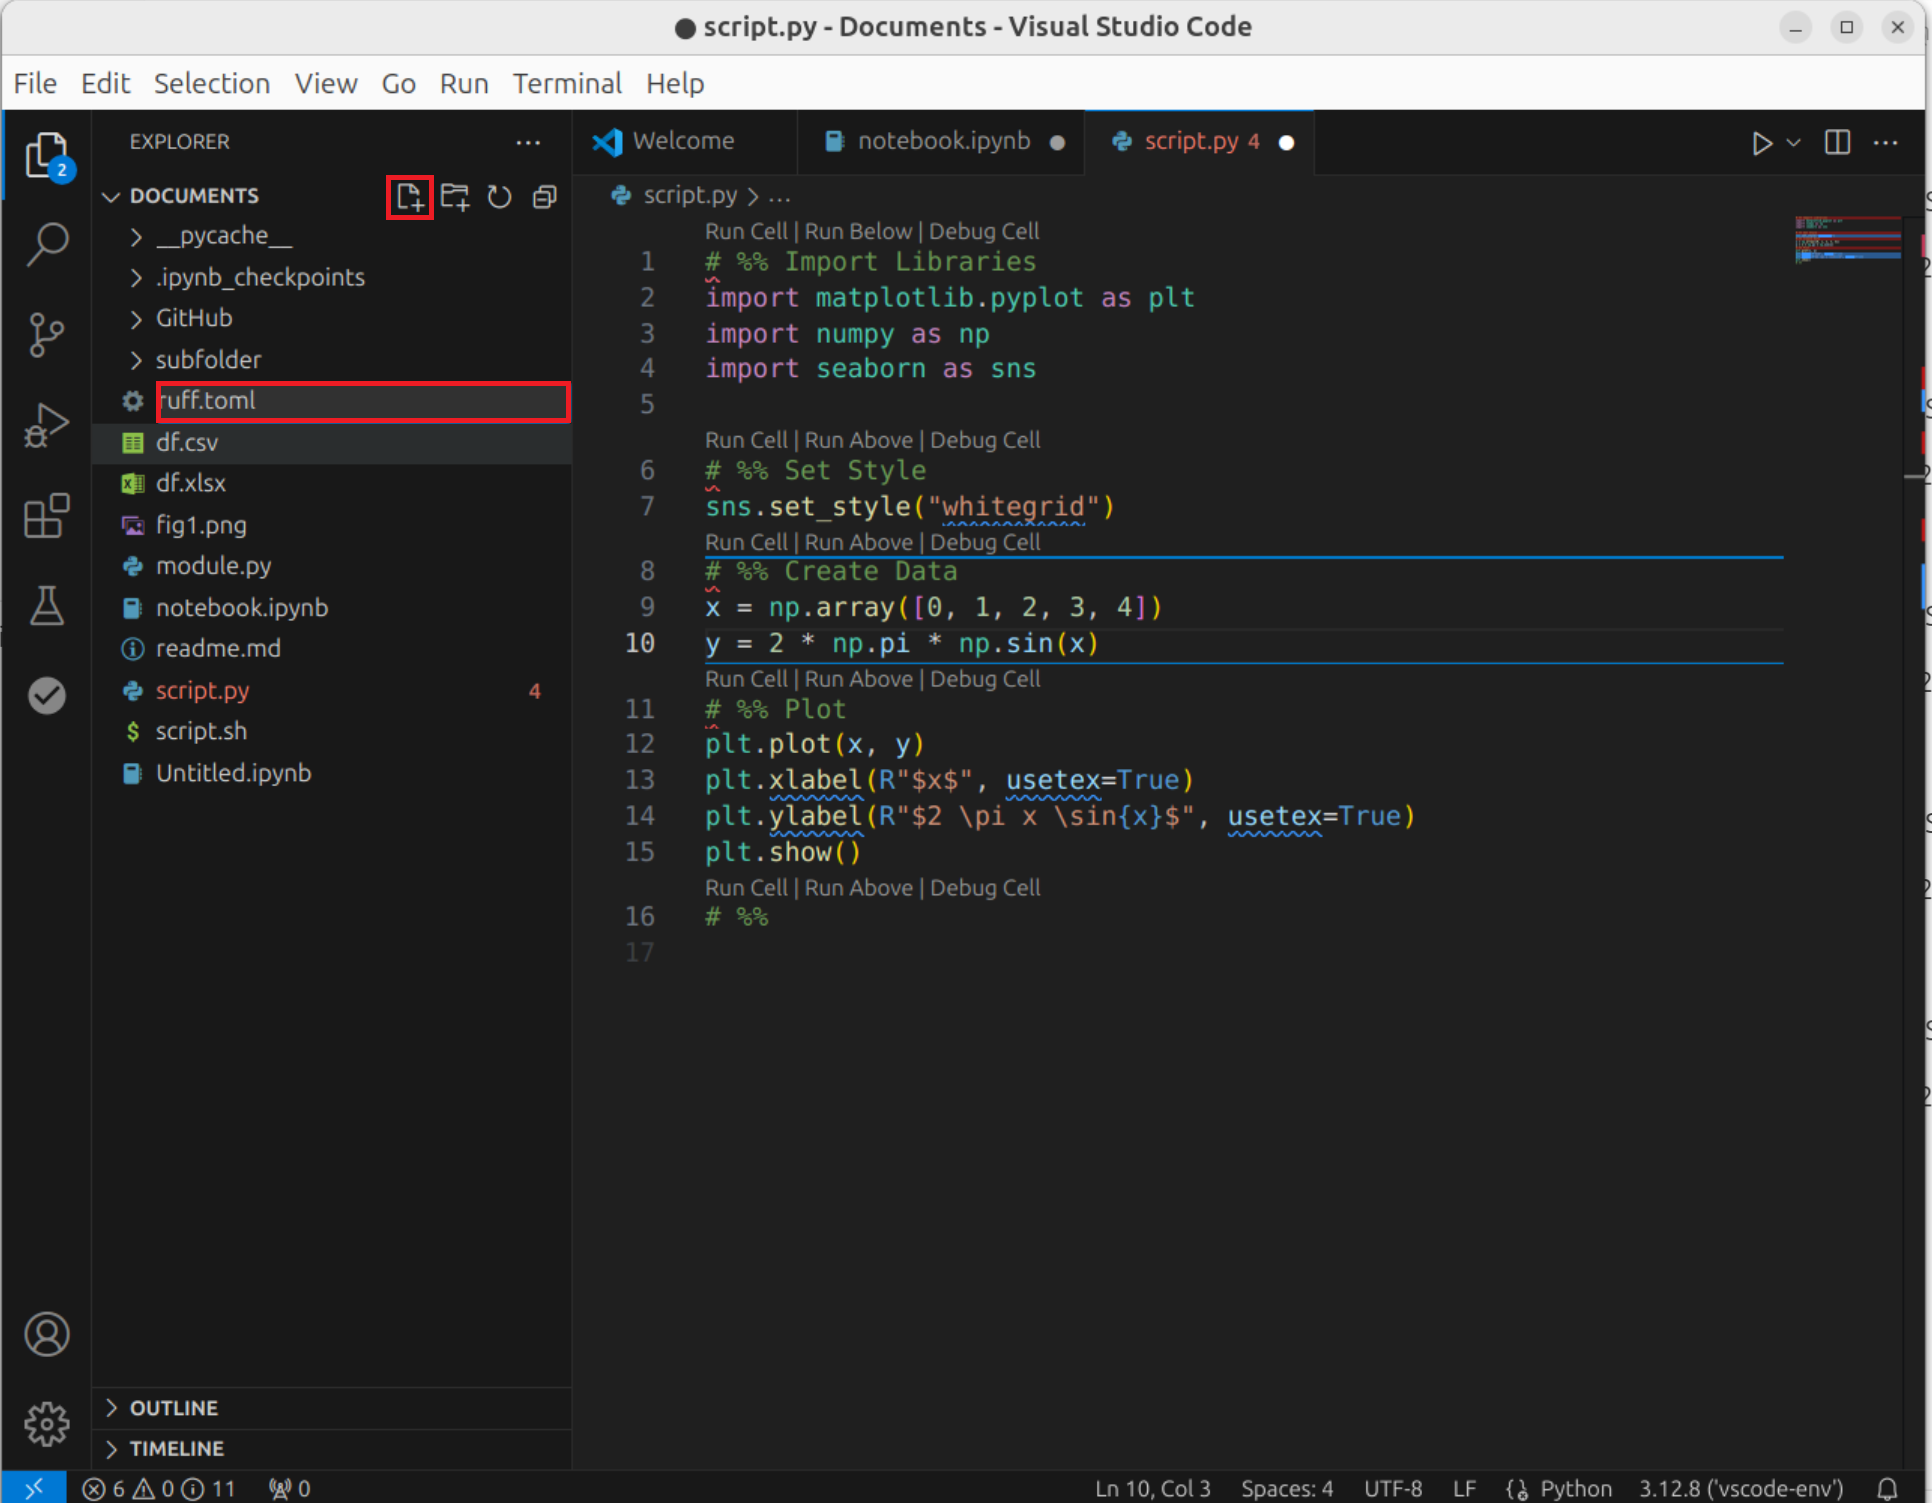 script.py - Documents - Visual Studio Code
File Edit Selection View Go Run Terminal Help
EXPLORER
2
DOCUMENTS
__pycache__
.ipynb_checkpoints
GitHub
subfolder
ruff.toml
df.csv
df.xlsx
fig1.png
module.py
notebook.ipynb
readme.md
script.py 4
script.sh
Untitled.ipynb
OUTLINE
TIMELINE
Welcome notebook.ipynb script.py 4
script.py > ...
Run Cell | Run Below | Debug Cell
1 # %% Import Libraries
2 import matplotlib.pyplot as plt
3 import numpy as np
4 import seaborn as sns
5
Run Cell | Run Above | Debug Cell
6 # %% Set Style
7 sns.set_style("whitegrid")
Run Cell | Run Above | Debug Cell
8 # %% Create Data
9 x = np.array([0, 1, 2, 3, 4])
10 y = 2 * np.pi * np.sin(x)
Run Cell | Run Above | Debug Cell
11 # %% Plot
12 plt.plot(x, y)
13 plt.xlabel(R"$x$", usetex=True)
14 plt.ylabel(R"$2 \pi x \sin{x}$", usetex=True)
15 plt.show()
Run Cell | Run Above | Debug Cell
16 # %%
17
6 0 11 0 Ln 10, Col 3 Spaces: 4 UTF-8 LF Python 3.12.8 ('vscode-env')